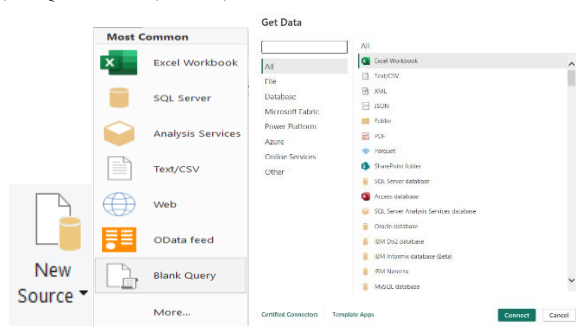 New
Source
Most Common
Excel Workbook
SQL Server
Analysis Services
Text/CSV
Web
OData feed
Blank Query
More...
Get Data
All
File
Database
Microsoft Fabric
Power Platform
Azure
Online Services
Other
All
Excel Workbook
Text/CSV
XML
JSON
Folder
PDF
Parquet
SharePoint folder
SQL Server database
Access database
SQL Server Analysis Services database
Oracle database
IBM Db2 database
IBM Informix database (Beta)
IBM Netezza
MySQL database
Certified Connectors
Template Apps
Connect
Cancel